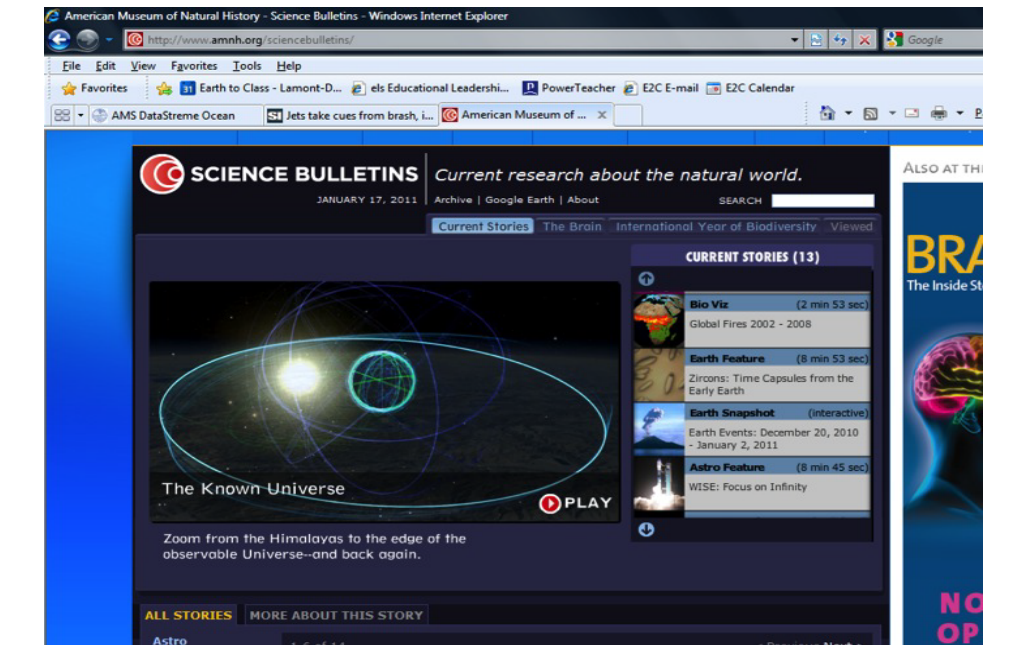 American Museum of Natural History - Science Bulletins - Windows Internet Explorer
http://www.amnh.org/sciencebulletins/
Google
File Edit View Favorites Tools Help
Favorites
31 Earth to Class - Lamont-D... els Educational Leadershi... PowerTeacher E2C E-mail E2C Calendar
AMS DataStreme Ocean SI Jets take cues from brash, i... American Museum of ... X
SCIENCE BULLETINS
Current research about the natural world.
JANUARY 17, 2011
Archive | Google Earth | About
SEARCH
Current Stories The Brain International Year of Biodiversity Viewed
The Known Universe
PLAY
Zoom from the Himalayas to the edge of the
observable Universe--and back again.
CURRENT STORIES (13)
Bio Viz (2 min 53 sec)
Global Fires 2002 - 2008
Earth Feature (8 min 53 sec)
Zircons: Time Capsules from the
Early Earth
Earth Snapshot (interactive)
Earth Events: December 20, 2010
- January 2, 2011
Astro Feature (8 min 45 sec)
WISE: Focus on Infinity
ALL STORIES MORE ABOUT THIS STORY
Astro
ALSO AT TH
BRA
The Inside St
NO
OP